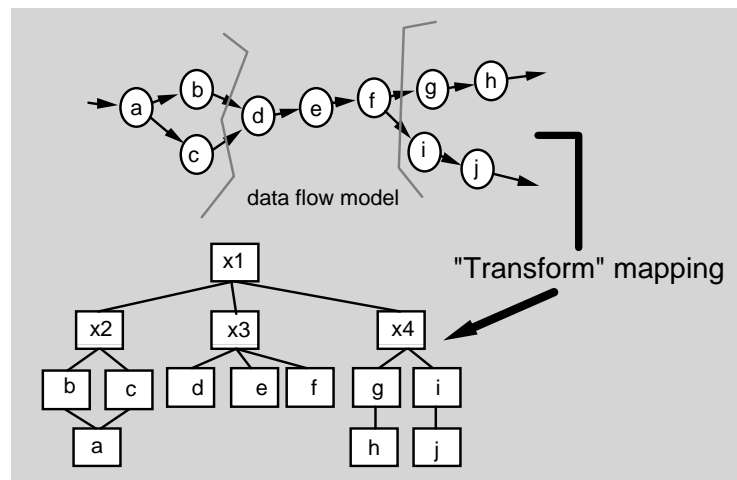 b
g
h
a
d
e
f
c
i
j
data flow model
"Transform" mapping
x1
x2
x3
x4
b
c
d
e
f
g
i
a
h
j